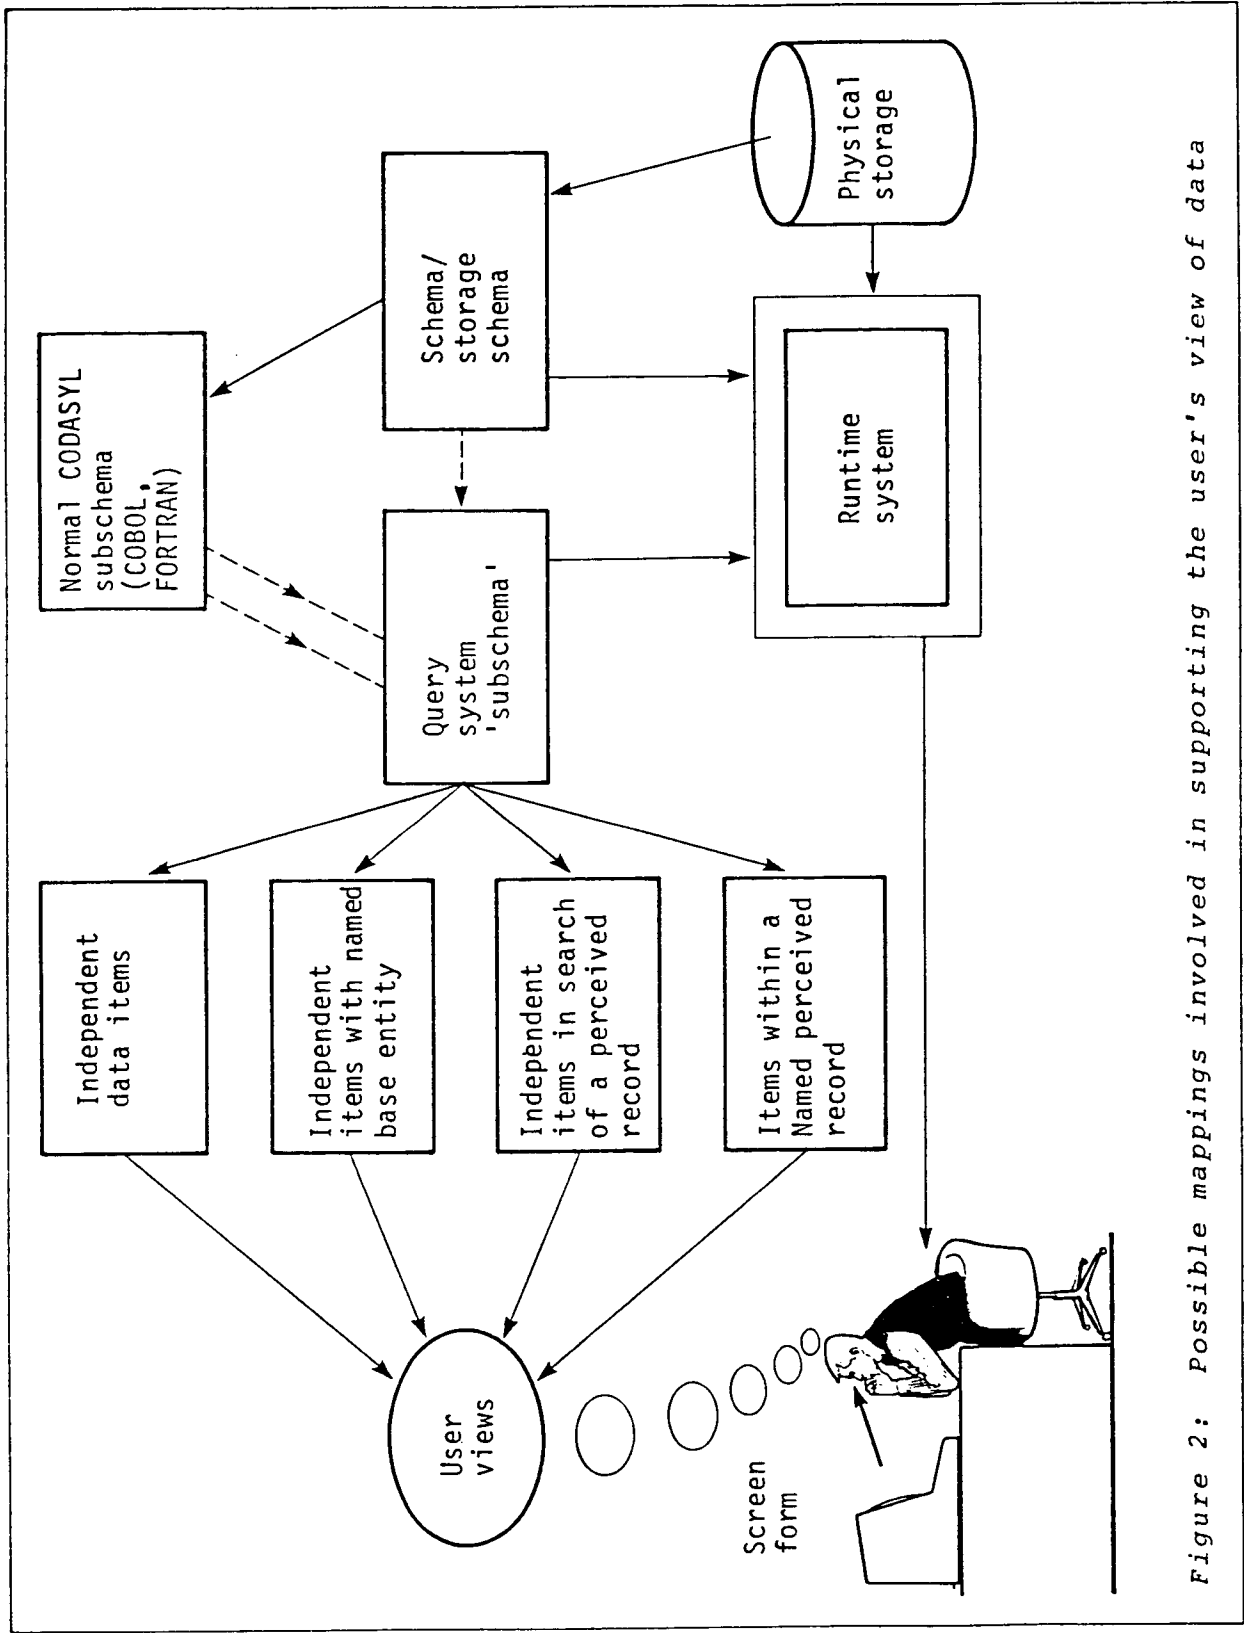 User
views
Screen
form
Independent
data items
Independent
items with named
base entity
Independent
items in search
of a perceived
record
Items within a
Named perceived
record
Normal CODASYL
subschema
(COBOL,
FORTRAN)
Query
system
'subschema'
Schema/
storage
schema
Runtime
system
Physical
storage
Figure 2: Possible mappings involved in supporting the user's view of data